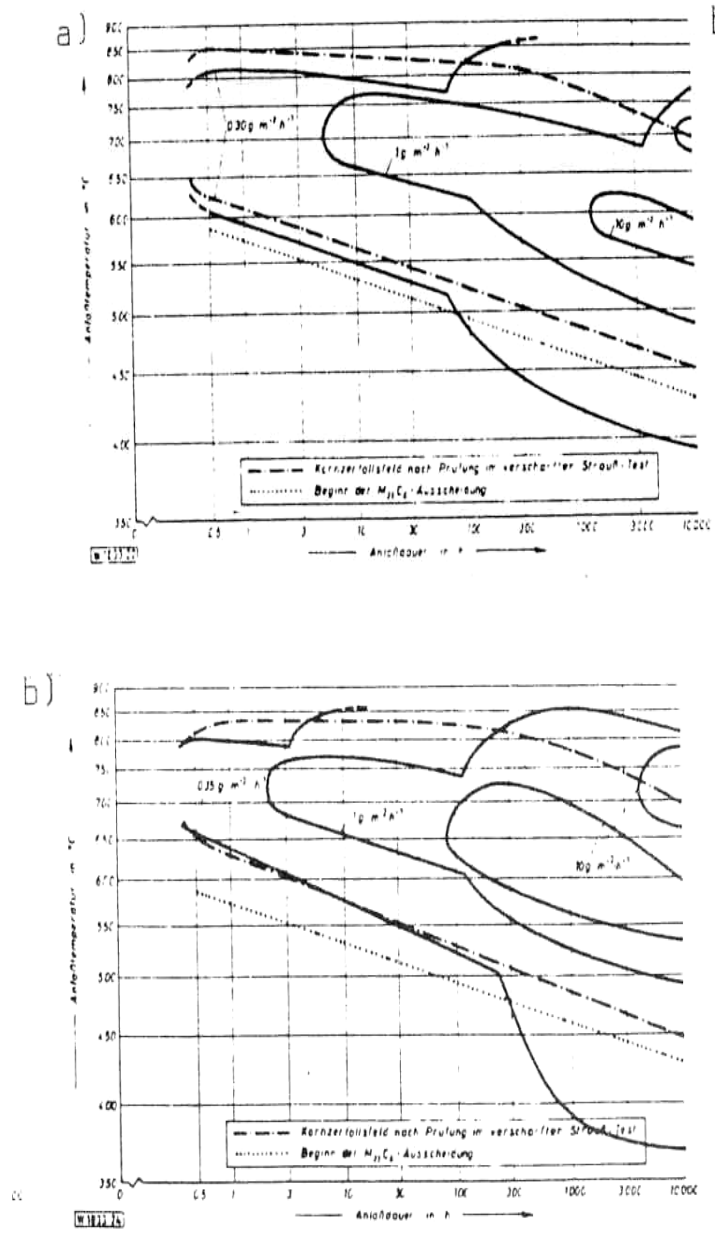 a)
900
850
800
750
700
650
600
550
500
450
400
350
Anlaßtemperatur in °C
0.30 g m⁻² h⁻¹
1 g m⁻² h⁻¹
10 g m⁻² h⁻¹
Kornzerfallsfeld nach Prüfung im verschärfter Strauß-Test
Beginn der M₂₃C₆-Ausscheidung
0 0.5 1 3 10 30 100 300 1000 3000 10000
Anlaßdauer in h
b)
900
850
800
750
700
650
600
550
500
450
400
350
Anlaßtemperatur in °C
0.15 g m⁻² h⁻¹
1 g m⁻² h⁻¹
10 g m⁻² h⁻¹
Kornzerfallsfeld nach Prüfung im verschärfter Strauß-Test
Beginn der M₂₃C₆-Ausscheidung
0 0.5 1 3 10 30 100 300 1000 3000 10000
Anlaßdauer in h
W 1833.24